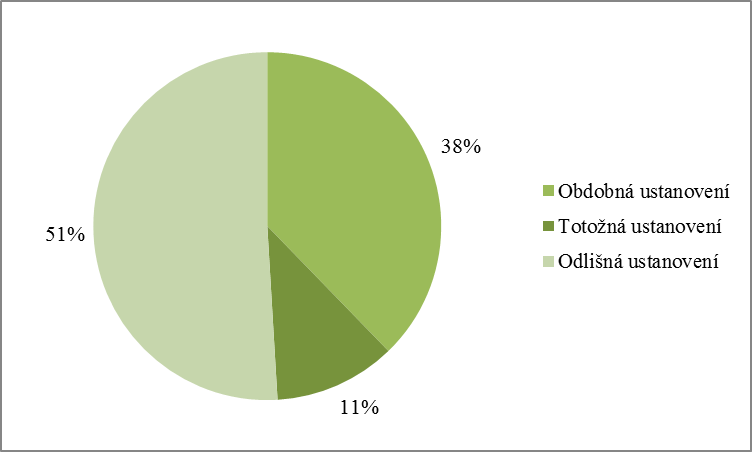 38%
51%
11%
Obdobná ustanovení
Totožná ustanovení
Odlišná ustanovení